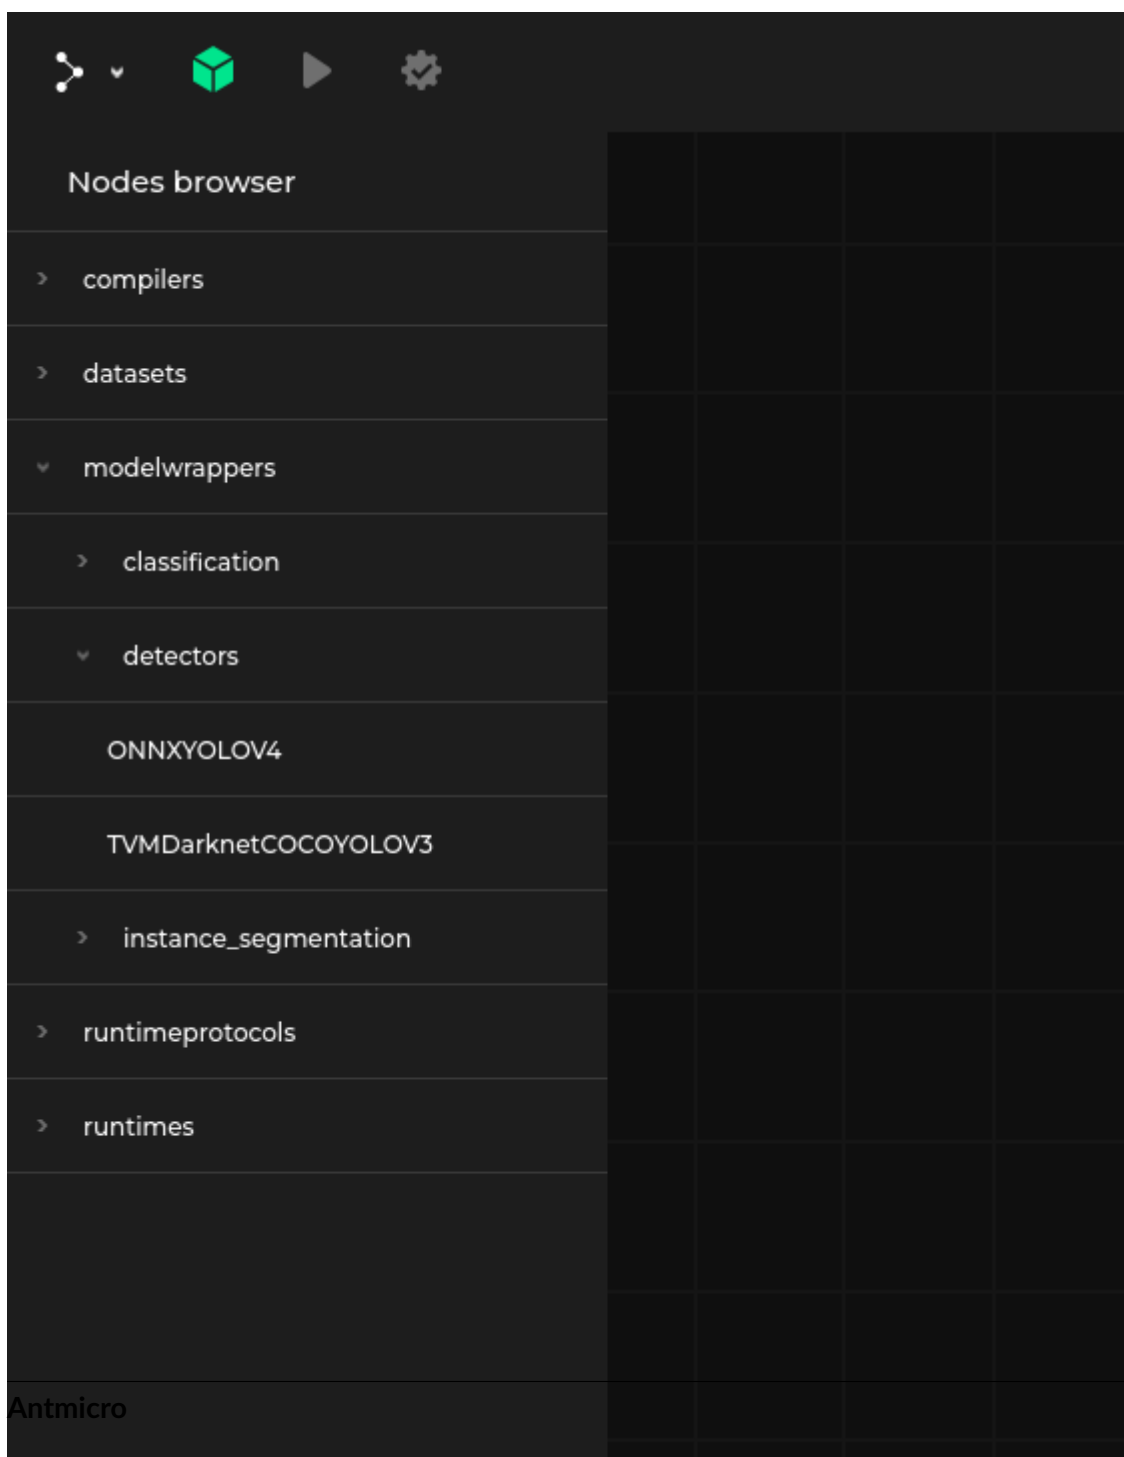 Nodes browser
compilers
datasets
modelwrappers
classification
detectors
ONNXYOLOV4
TVMDarknetCOCOYOLOV3
instance_segmentation
runtimeprotocols
runtimes
Antmicro